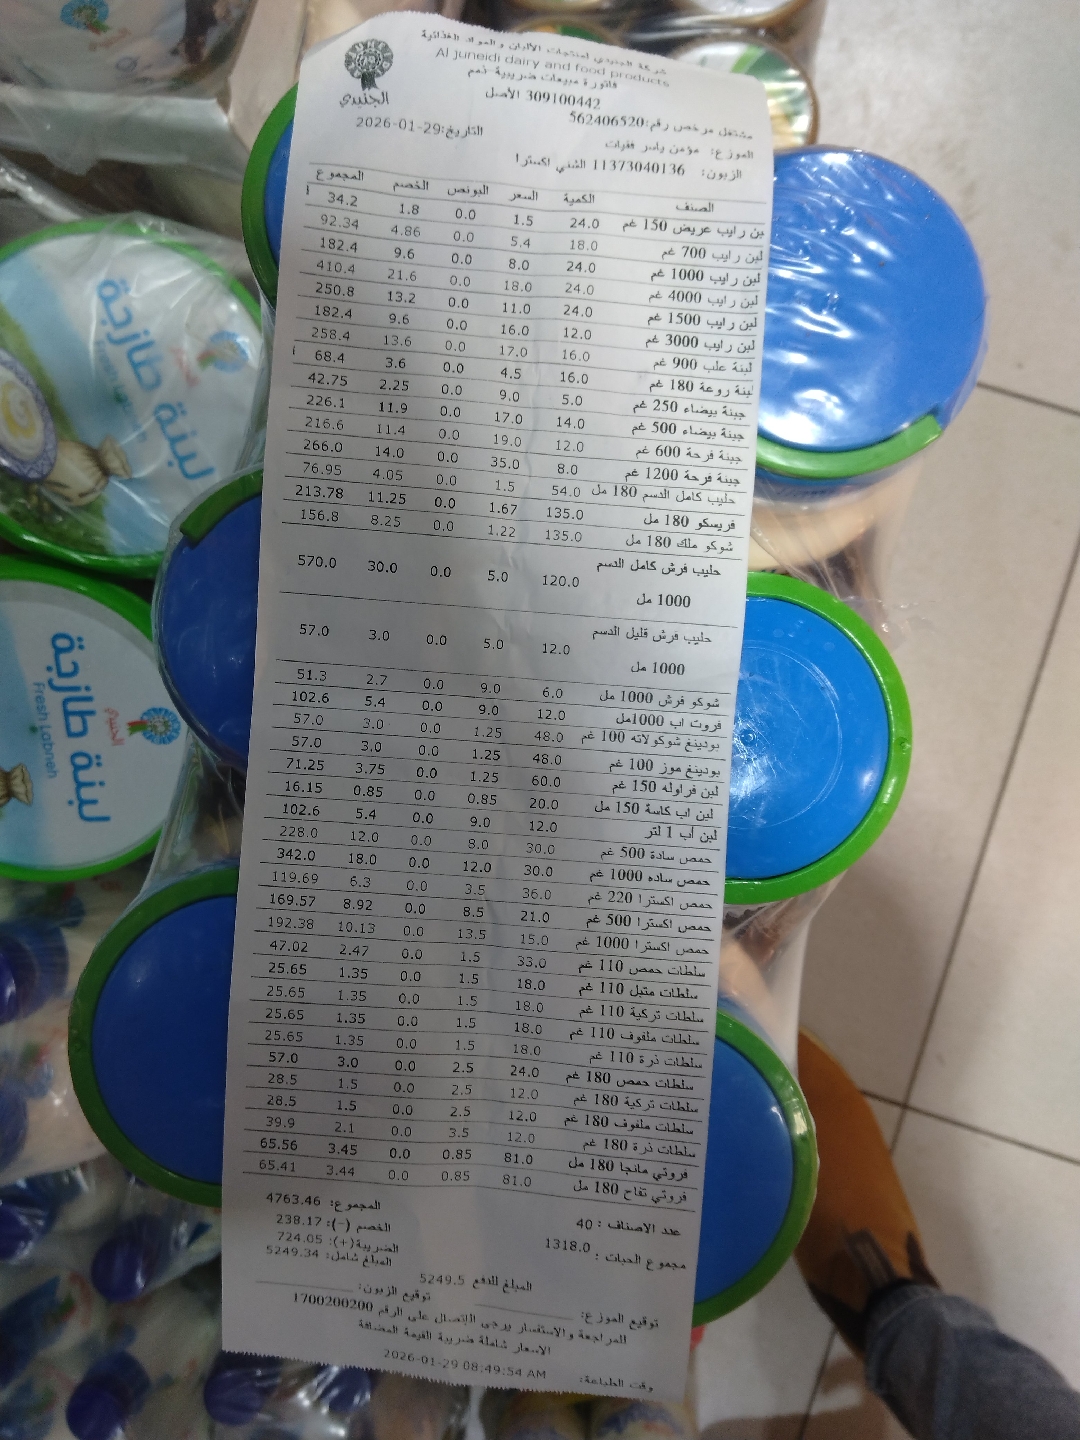 شركة الجنيدي لمنتجات الألبان والمواد الغذائية
Al juneidi dairy and food products
فاتورة مبيعات ضريبية-ذمم
309100442 الأصل
الجنيدي
مشتغل مرخص رقم:562406520
التاريخ:29-01-2026
الموزع: مؤمن ياسر فقيات
الزبون: 11373040136 الشني اكسترا
الصنف الكمية السعر البونص الخصم المجموع
لبن رايب عريض 150 غم 24.0 1.5 0.0 1.8 34.2
لبن رايب 700 غم 18.0 5.4 0.0 4.86 92.34
لبن رايب 1000 غم 24.0 8.0 0.0 9.6 182.4
لبن رايب 4000 غم 24.0 18.0 0.0 21.6 410.4
لبن رايب 1500 غم 24.0 11.0 0.0 13.2 250.8
لبن رايب 3000 غم 12.0 16.0 0.0 9.6 182.4
لبنة علب 900 غم 16.0 17.0 0.0 13.6 258.4
لبنة روعة 180 غم 16.0 4.5 0.0 3.6 68.4
جبنة بيضاء 250 غم 5.0 9.0 0.0 2.25 42.75
جبنة بيضاء 500 غم 14.0 17.0 0.0 11.9 226.1
جبنة فرحة 600 غم 12.0 19.0 0.0 11.4 216.6
جبنة فرحة 1200 غم 8.0 35.0 0.0 14.0 266.0
حليب كامل الدسم 180 مل 54.0 1.5 0.0 4.05 76.95
فريسكو 180 مل 135.0 1.67 0.0 11.25 213.78
شوكو ملك 180 مل 135.0 1.22 0.0 8.25 156.8
حليب فرش كامل الدسم 120.0 5.0 0.0 30.0 570.0
1000 مل
حليب فرش قليل الدسم 12.0 5.0 0.0 3.0 57.0
1000 مل
شوكو فرش 1000 مل 6.0 9.0 0.0 2.7 51.3
فروت اب 1000مل 12.0 9.0 0.0 5.4 102.6
بودينغ شوكولاته 100 غم 48.0 1.25 0.0 3.0 57.0
بودينغ موز 100 غم 48.0 1.25 0.0 3.0 57.0
لبن فراوله 150 غم 60.0 1.25 0.0 3.75 71.25
لبن اب كاسة 150 مل 20.0 0.85 0.0 0.85 16.15
لبن أب 1 لتر 12.0 9.0 0.0 5.4 102.6
حمص سادة 500 غم 30.0 8.0 0.0 12.0 228.0
حمص ساده 1000 غم 30.0 12.0 0.0 18.0 342.0
حمص اكسترا 220 غم 36.0 3.5 0.0 6.3 119.69
حمص اكسترا 500 غم 21.0 8.5 0.0 8.92 169.57
حمص اكسترا 1000 غم 15.0 13.5 0.0 10.13 192.38
سلطات حمص 110 غم 33.0 1.5 0.0 2.47 47.02
سلطات متبل 110 غم 18.0 1.5 0.0 1.35 25.65
سلطات تركية 110 غم 18.0 1.5 0.0 1.35 25.65
سلطات ملفوف 110 غم 18.0 1.5 0.0 1.35 25.65
سلطات ذرة 110 غم 18.0 1.5 0.0 1.35 25.65
سلطات حمص 180 غم 24.0 2.5 0.0 3.0 57.0
سلطات تركية 180 غم 12.0 2.5 0.0 1.5 28.5
سلطات ملفوف 180 غم 12.0 2.5 0.0 1.5 28.5
سلطات ذرة 180 غم 12.0 3.5 0.0 2.1 39.9
فروتي مانجا 180 مل 81.0 0.85 0.0 3.45 65.56
فروتي تفاح 180 مل 81.0 0.85 0.0 3.44 65.41
عدد الاصناف : 40
مجموع الحبات : 1318.0
المجموع: 4763.46
الخصم (-): 238.17
الضريبة(+): 724.05
المبلغ شامل: 5249.34
المبلغ للدفع 5249.5
توقيع الموزع:
توقيع الزبون:
المراجعة والاستفسار يرجى الاتصال على الرقم 1700200200
الاسعار شاملة ضريبة القيمة المضافة
وقت الطباعة: 2026-01-29 08:49:54 AM
الجنيدي
لبنة طازجة
الجنيدي
لبنة طازجة
Fresh Labneh